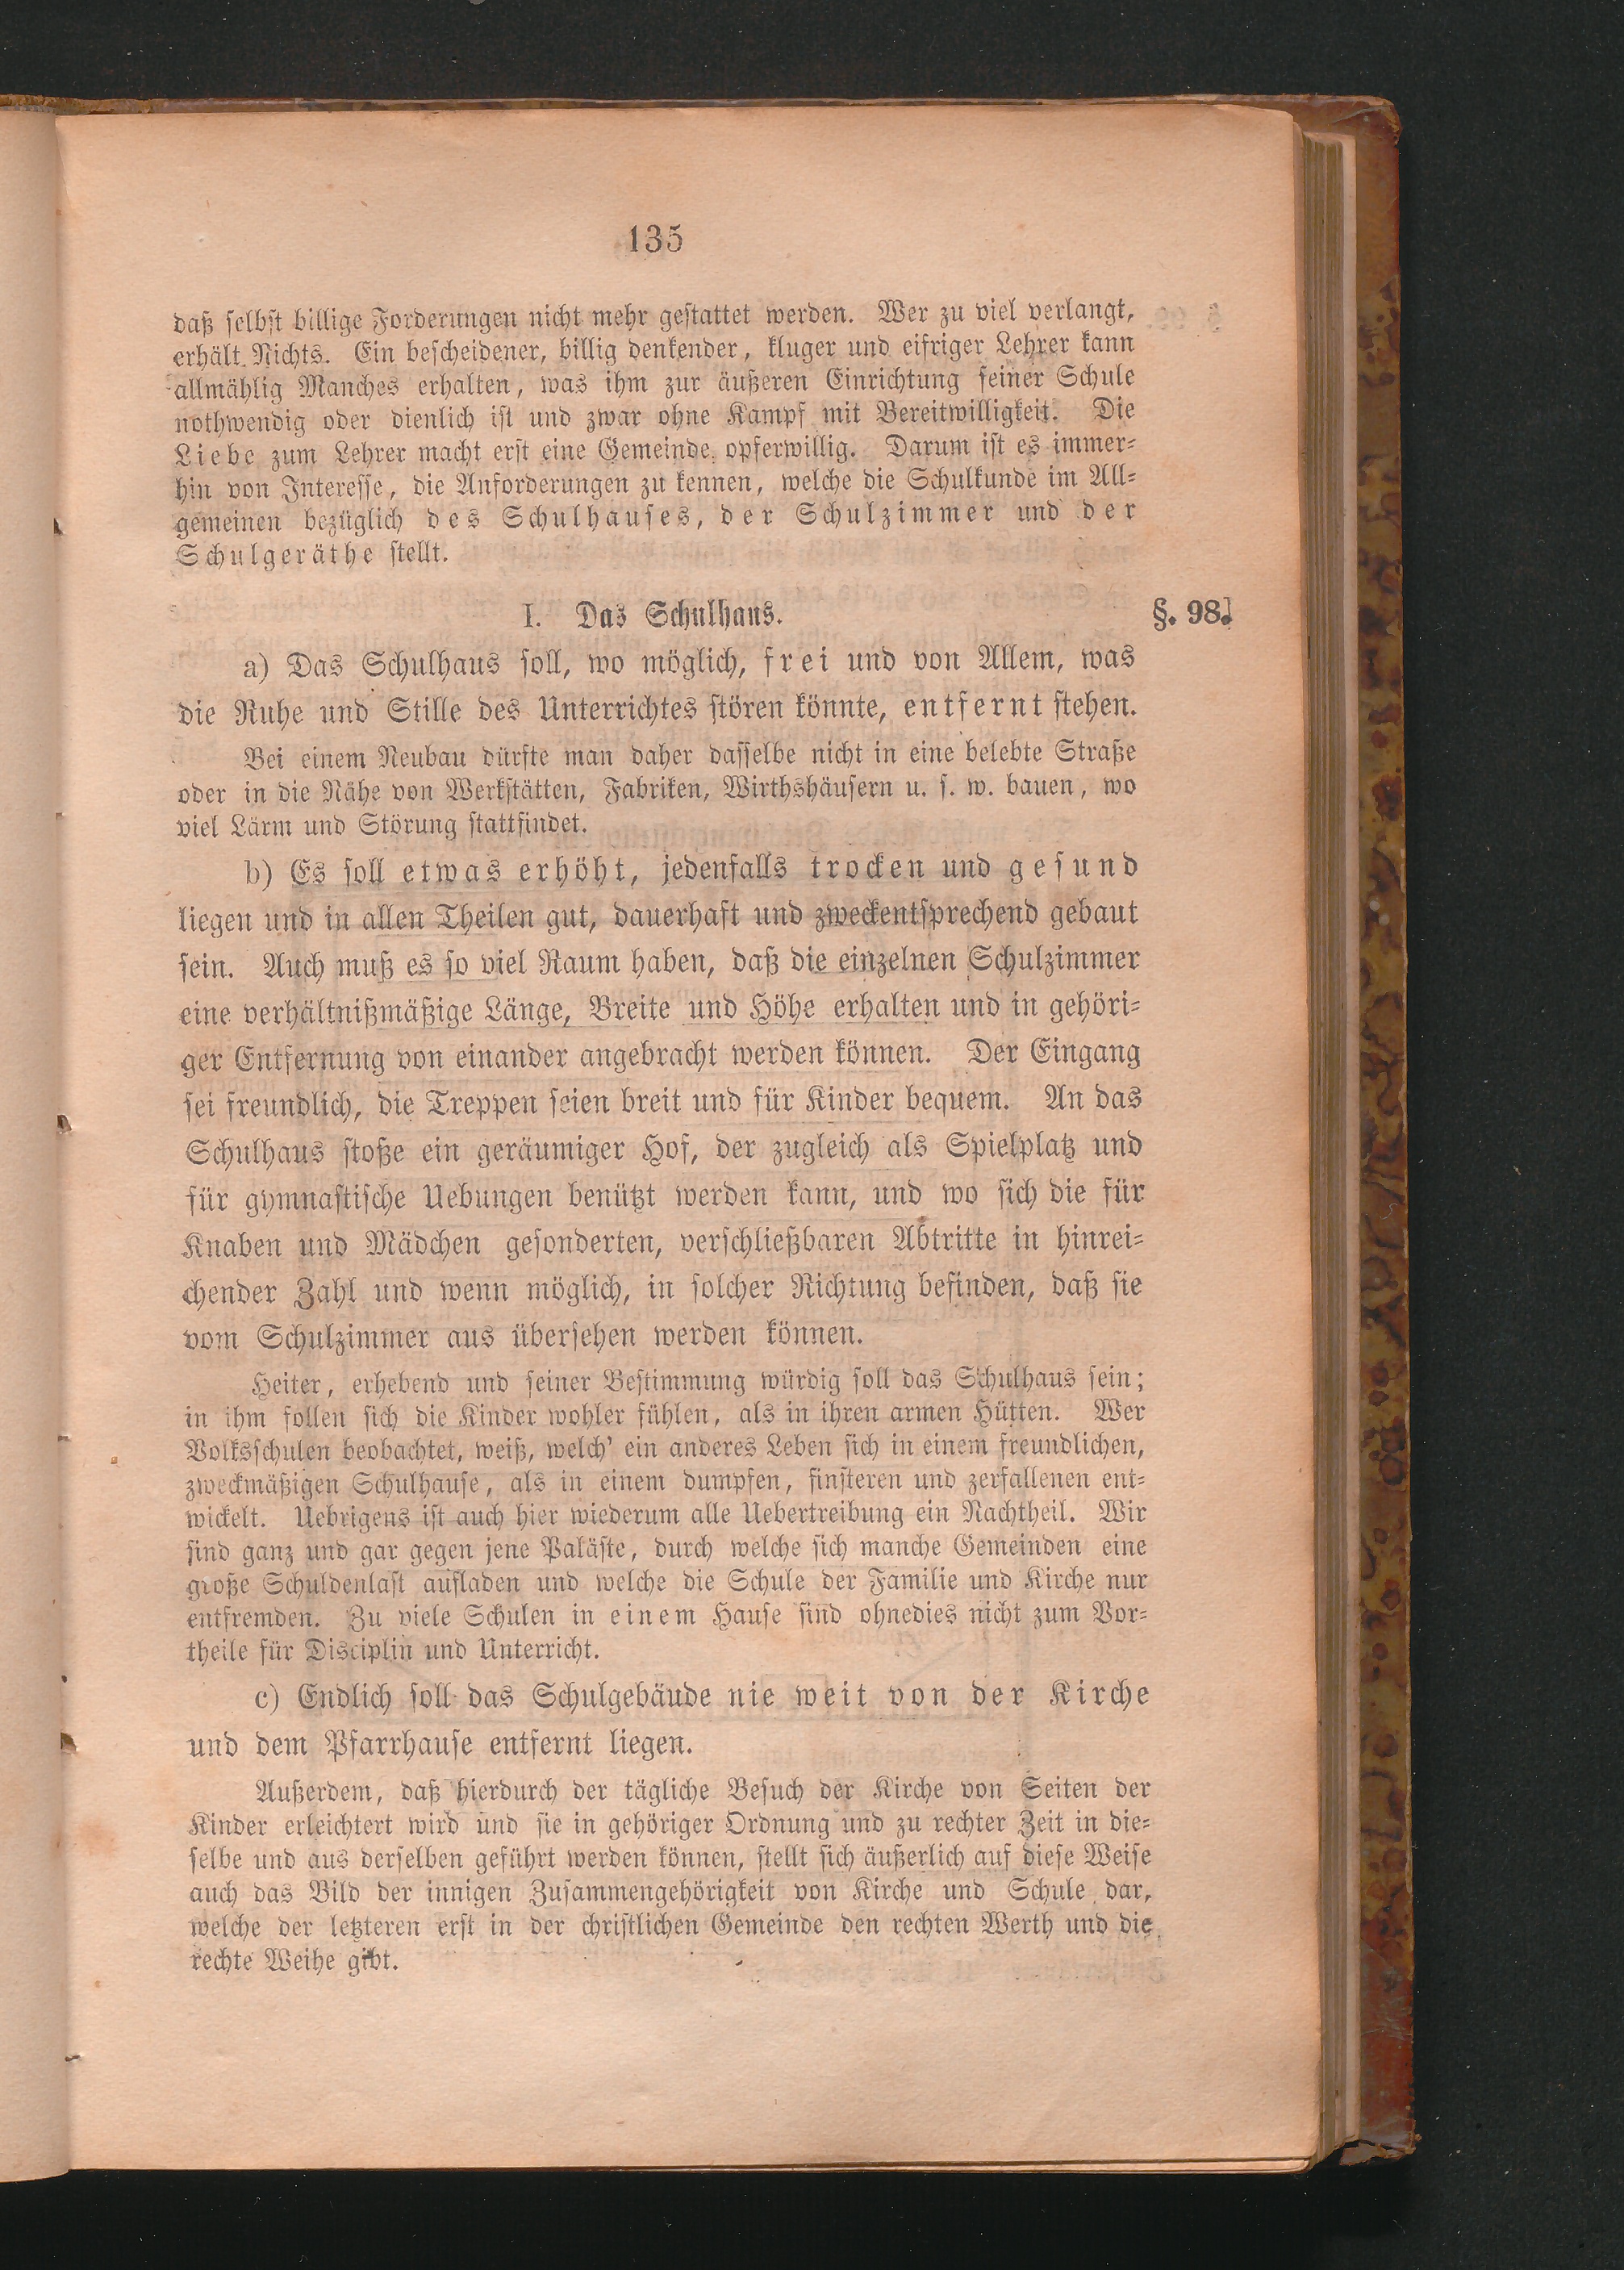 135
daß selbst billige Forderungen nicht mehr gestattet werden. Wer zu viel verlangt,
erhält Nichts. Ein bescheidener, billig denkender, kluger und eifriger Lehrer kann
allmählig Manches erhalten, was ihm zur äußeren Einrichtung seiner Schule
nothwendig oder dienlich ist und zwar ohne Kampf mit Bereitwilligkeit. Die
Liebe zum Lehrer macht erst eine Gemeinde opferwillig. Darum ist es immer-
hin von Interesse, die Anforderungen zu kennen, welche die Schulkunde im All-
gemeinen bezüglich des Schulhauses, der Schulzimmer und der
Schulgeräthe stellt.
I. Das Schulhaus. §. 98.
a) Das Schulhaus soll, wo möglich, frei und von Allem, was
die Ruhe und Stille des Unterrichtes stören könnte, entfernt stehen.
Bei einem Neubau dürfte man daher dasselbe nicht in eine belebte Straße
oder in die Nähe von Werkstätten, Fabriken, Wirthshäusern u. s. w. bauen, wo
viel Lärm und Störung stattfindet.
b) Es soll etwas erhöht, jedenfalls trocken und gesund
liegen und in allen Theilen gut, dauerhaft und zweckentsprechend gebaut
sein. Auch muß es so viel Raum haben, daß die einzelnen Schulzimmer
eine verhältnißmäßige Länge, Breite und Höhe erhalten und in gehöri-
ger Entfernung von einander angebracht werden können. Der Eingang
sei freundlich, die Treppen seien breit und für Kinder bequem. An das
Schulhaus stoße ein geräumiger Hof, der zugleich als Spielplatz und
für gymnastische Uebungen benützt werden kann, und wo sich die für
Knaben und Mädchen gesonderten, verschließbaren Abtritte in hinrei-
chender Zahl und wenn möglich, in solcher Richtung befinden, daß sie
vom Schulzimmer aus übersehen werden können.
Heiter, erhebend und seiner Bestimmung würdig soll das Schulhaus sein;
in ihm sollen sich die Kinder wohler fühlen, als in ihren armen Hütten. Wer
Volksschulen beobachtet, weiß, welch' ein anderes Leben sich in einem freundlichen,
zweckmäßigen Schulhause, als in einem dumpfen, finsteren und zerfallenen ent-
wickelt. Uebrigens ist auch hier wiederum alle Uebertreibung ein Nachtheil. Wir
sind ganz und gar gegen jene Paläste, durch welche sich manche Gemeinden eine
große Schuldenlast aufladen und welche die Schule der Familie und Kirche nur
entfremden. Zu viele Schulen in einem Hause sind ohnedies nicht zum Vor-
theile für Disciplin und Unterricht.
c) Endlich soll das Schulgebäude nie weit von der Kirche
und dem Pfarrhause entfernt liegen.
Außerdem, daß hierdurch der tägliche Besuch der Kirche von Seiten der
Kinder erleichtert wird und sie in gehöriger Ordnung und zu rechter Zeit in die-
selbe und aus derselben geführt werden können, stellt sich äußerlich auf diese Weise
auch das Bild der innigen Zusammengehörigkeit von Kirche und Schule dar,
welche der letzteren erst in der christlichen Gemeinde den rechten Werth und die
rechte Weihe gibt.